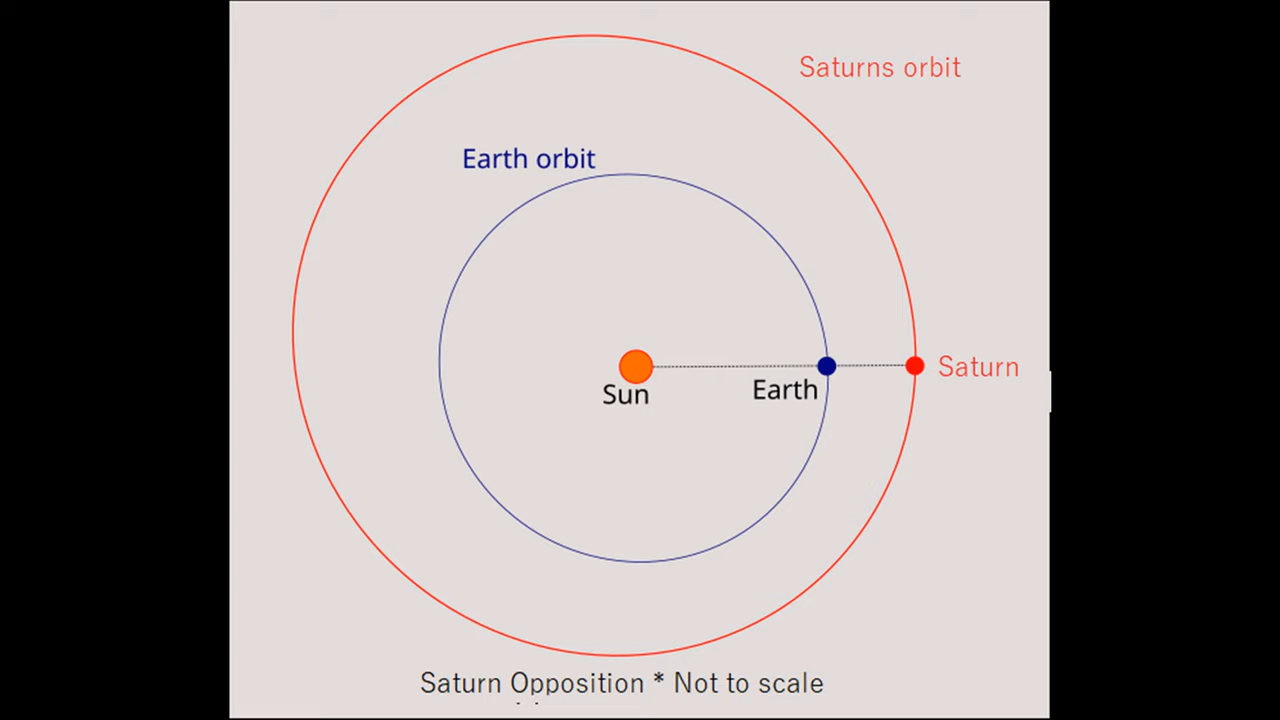 Saturns orbit
Earth orbit
Saturn
Sun
Earth
Saturn Opposition * Not to scale